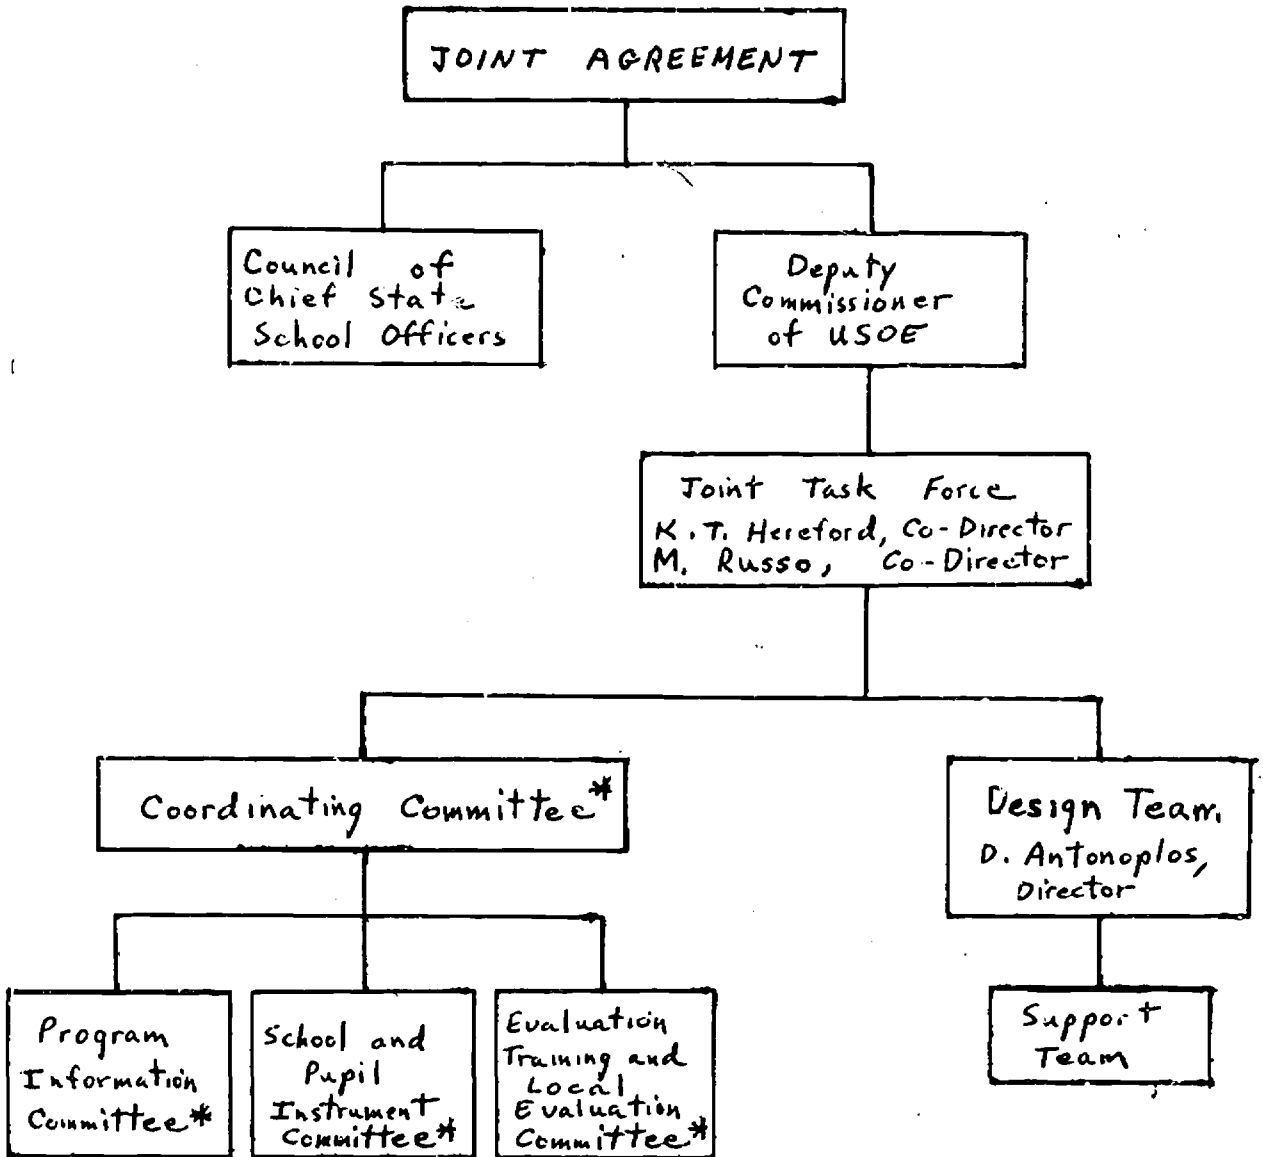 JOINT AGREEMENT
Council of
Chief State
School Officers
Deputy
Commissioner
of USOE
Joint Task Force
K.T. Hereford, Co-Director
M. Russo, Co-Director
Coordinating Committee*
Design Team
D. Antonoplos,
Director
Program
Information
Committee*
School and
Pupil
Instrument
Committee*
Evaluation
Training and
Local
Evaluation
Committee*
Support
Team